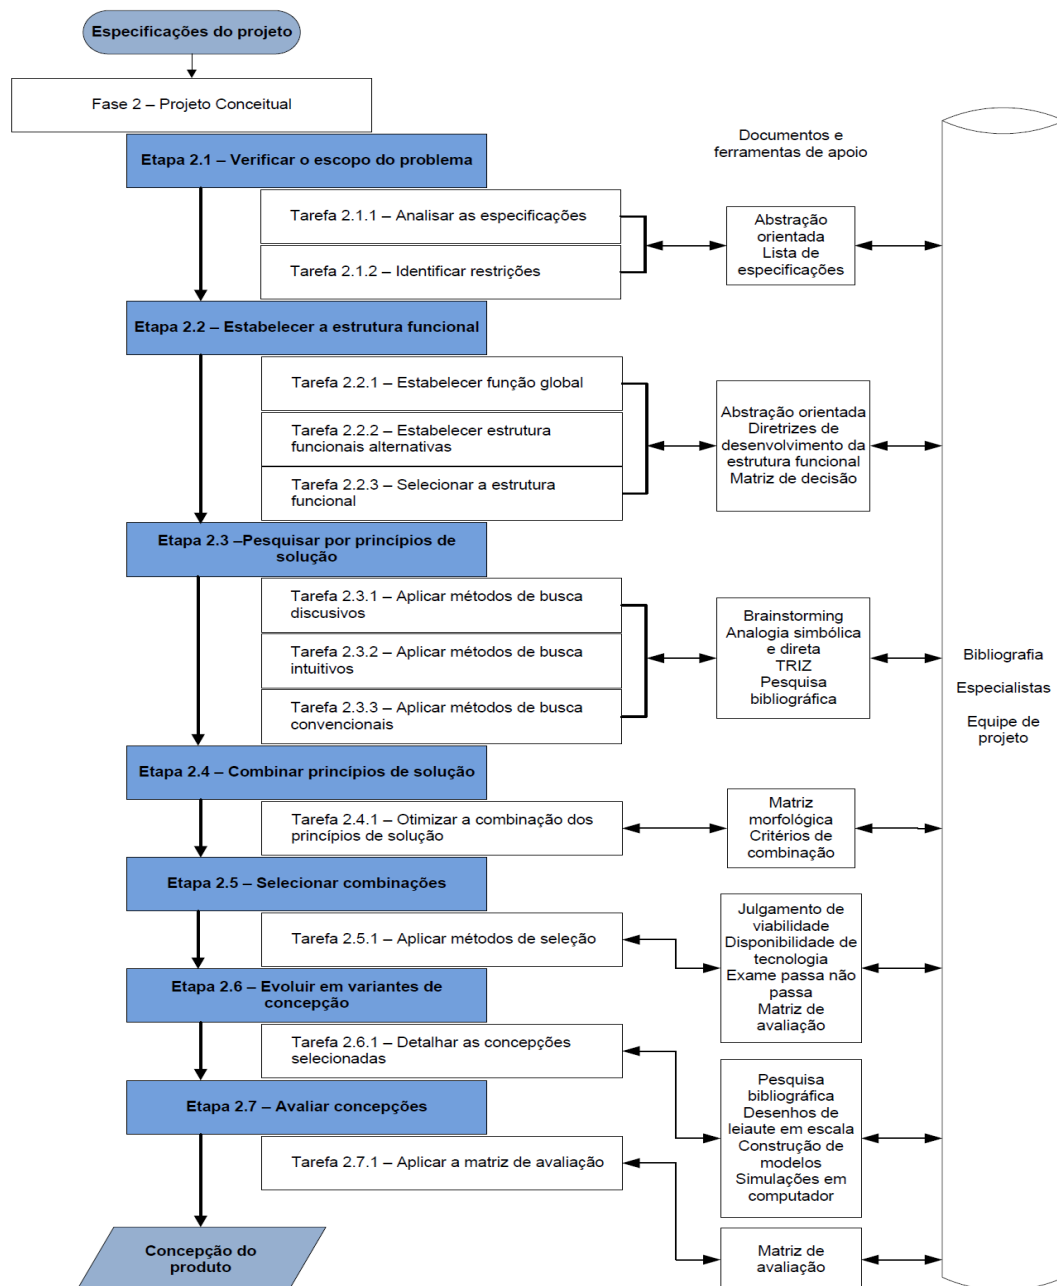 Especificações do projeto
Fase 2 – Projeto Conceitual
Etapa 2.1 – Verificar o escopo do problema
Documentos e
ferramentas de apoio
Tarefa 2.1.1 – Analisar as especificações
Tarefa 2.1.2 – Identificar restrições
Abstração
orientada
Lista de
especificações
Etapa 2.2 – Estabelecer a estrutura funcional
Tarefa 2.2.1 – Estabelecer função global
Tarefa 2.2.2 – Estabelecer estrutura
funcionais alternativas
Tarefa 2.2.3 – Selecionar a estrutura
funcional
Abstração orientada
Diretrizes de
desenvolvimento da
estrutura funcional
Matriz de decisão
Etapa 2.3 –Pesquisar por princípios de
solução
Tarefa 2.3.1 – Aplicar métodos de busca
discusivos
Tarefa 2.3.2 – Aplicar métodos de busca
intuitivos
Tarefa 2.3.3 – Aplicar métodos de busca
convencionais
Brainstorming
Analogia simbólica
e direta
TRIZ
Pesquisa
bibliográfica
Bibliografia
Especialistas
Equipe de
projeto
Etapa 2.4 – Combinar princípios de solução
Tarefa 2.4.1 – Otimizar a combinação dos
princípios de solução
Matriz
morfológica
Critérios de
combinação
Etapa 2.5 – Selecionar combinações
Tarefa 2.5.1 – Aplicar métodos de seleção
Julgamento de
viabilidade
Disponibilidade de
tecnologia
Exame passa não
passa
Matriz de
avaliação
Etapa 2.6 – Evoluir em variantes de
concepção
Tarefa 2.6.1 – Detalhar as concepções
selecionadas
Pesquisa
bibliográfica
Desenhos de
leiaute em escala
Construção de
modelos
Simulações em
computador
Etapa 2.7 – Avaliar concepções
Tarefa 2.7.1 – Aplicar a matriz de avaliação
Matriz de
avaliação
Concepção do
produto